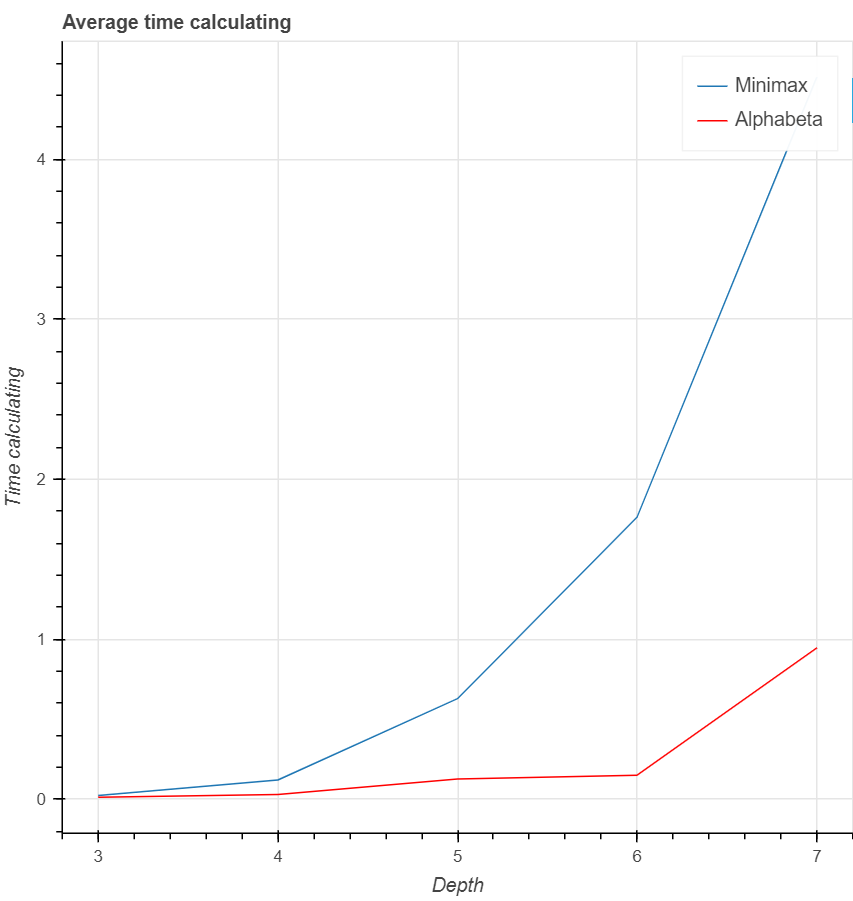 Average time calculating
Minimax
Alphabeta
4
3
2
1
0
Time calculating
3 4 5 6 7
Depth